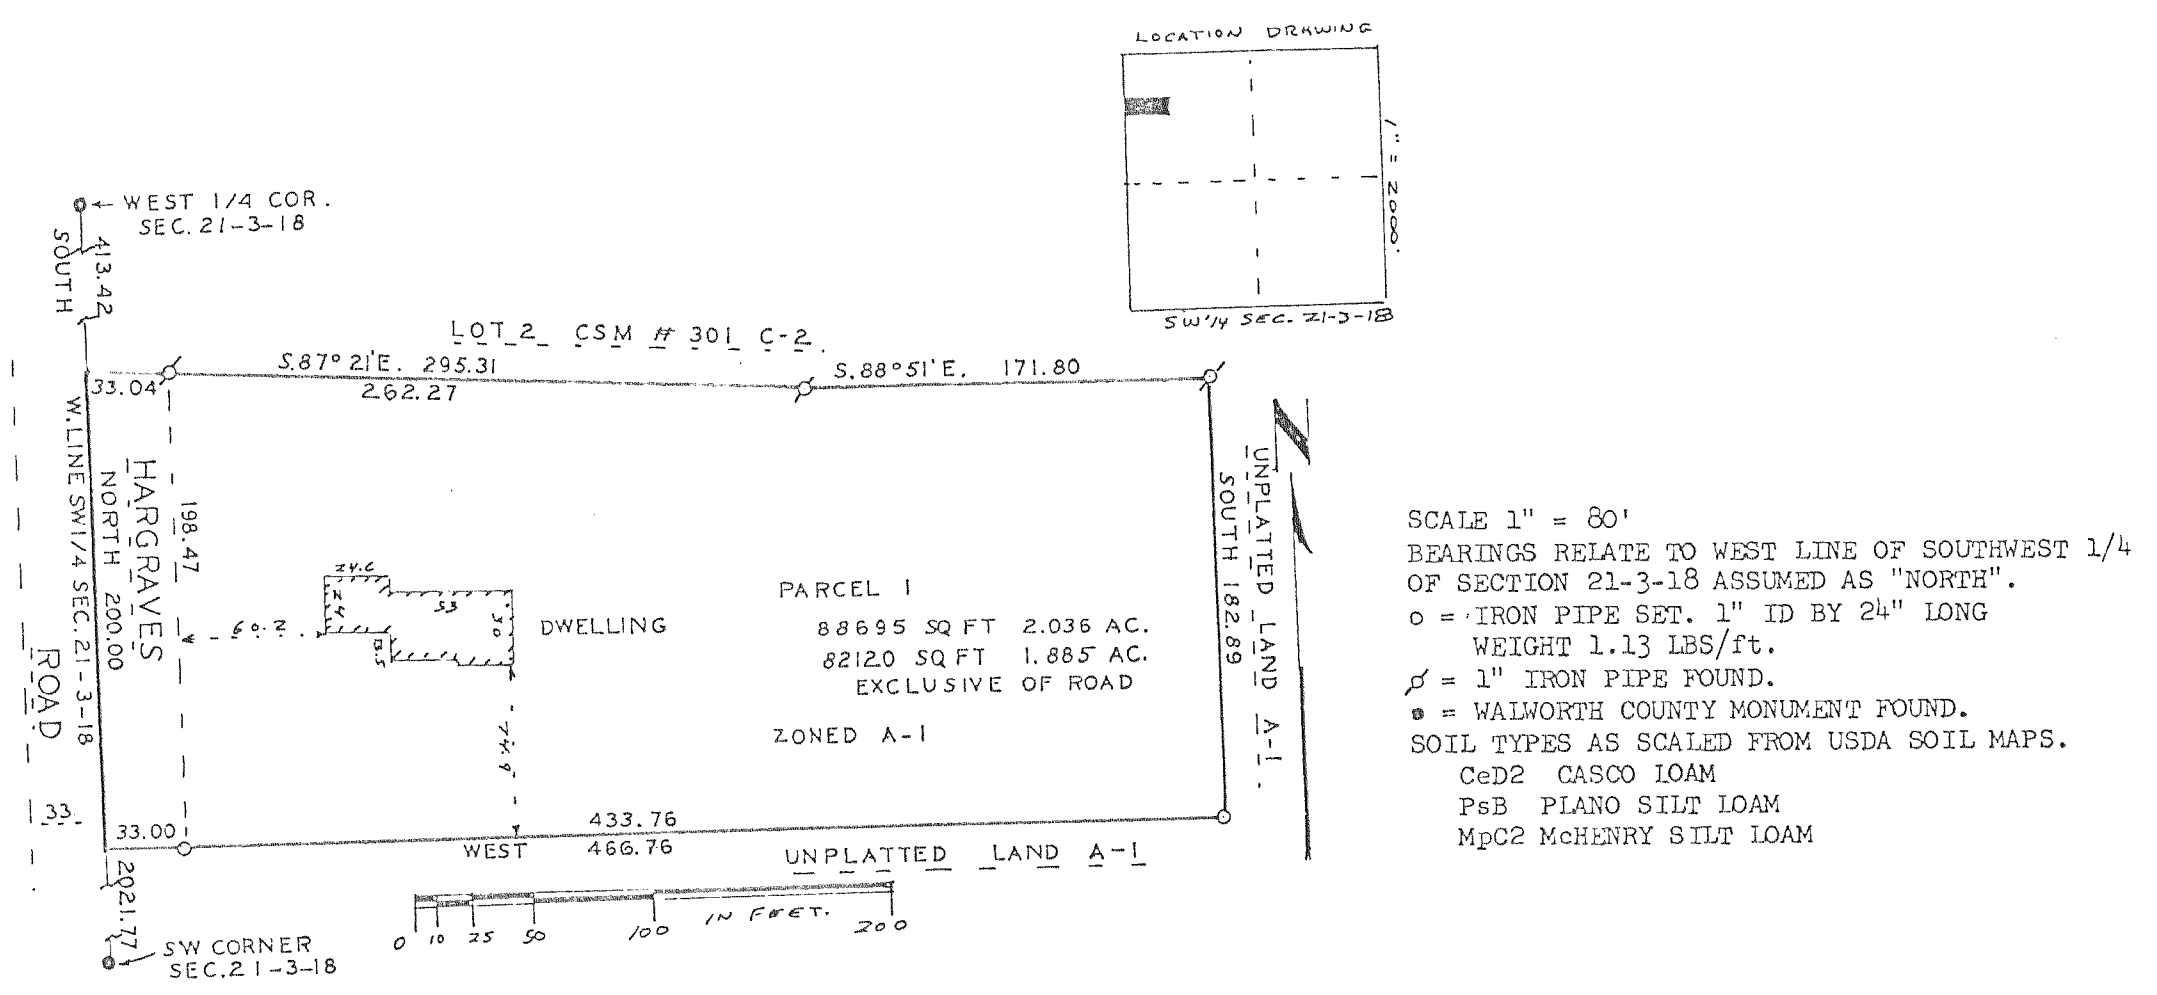 LOCATION DRAWING
1" = 2000'
SW 1/4 SEC. 21-3-18
WEST 1/4 COR.
SEC. 21-3-18
SOUTH
413.42
LOT 2 CSM # 301 C-2.
S.87°21'E. 295.31
262.27
S.88°51'E. 171.80
33.04
W.LINE SW1/4 SEC.21-3-18
NORTH 200.00
HARGRAVES
ROAD
198.47
33
24.6
24
53
30
13.5
60.2
74.9
DWELLING
PARCEL 1
88695 SQ FT 2.036 AC.
82120 SQ FT 1.885 AC.
EXCLUSIVE OF ROAD
ZONED A-1
SOUTH 182.89
UNPLATTED LAND A-1.
N
33.00
433.76
WEST 466.76
UNPLATTED LAND A-1
2021.77
SW CORNER
SEC.21-3-18
0 10 25 50 100 200
IN FEET.
SCALE 1" = 80'
BEARINGS RELATE TO WEST LINE OF SOUTHWEST 1/4
OF SECTION 21-3-18 ASSUMED AS "NORTH".
o = IRON PIPE SET. 1" ID BY 24" LONG
WEIGHT 1.13 LBS/ft.
= 1" IRON PIPE FOUND.
= WALWORTH COUNTY MONUMENT FOUND.
SOIL TYPES AS SCALED FROM USDA SOIL MAPS.
CeD2 CASCO LOAM
PsB PLANO SILT LOAM
MpC2 McHENRY SILT LOAM